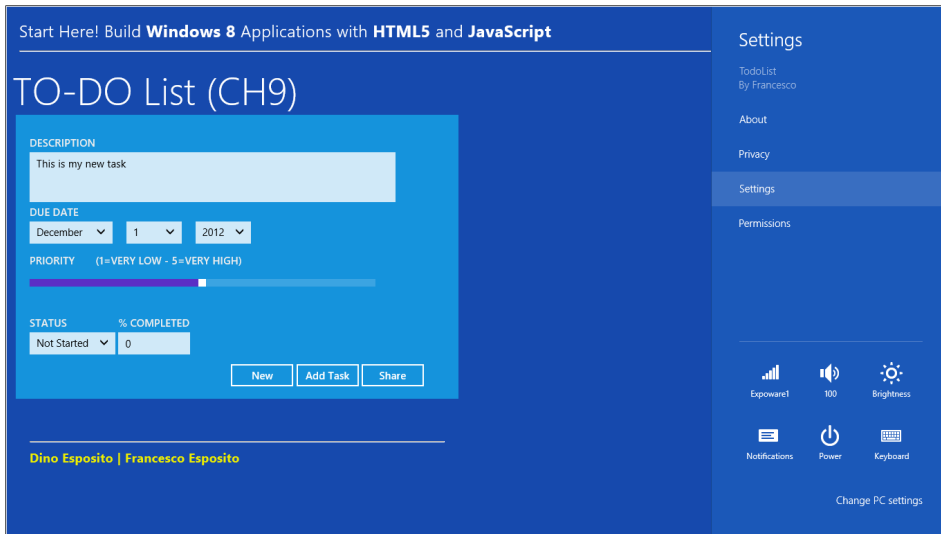 Start Here! Build Windows 8 Applications with HTML5 and JavaScript
TO-DO List (CH9)
DESCRIPTION
This is my new task
DUE DATE
December 1 2012
PRIORITY (1=VERY LOW - 5=VERY HIGH)
STATUS % COMPLETED
Not Started 0
New Add Task Share
Dino Esposito | Francesco Esposito
Settings
TodoList
By Francesco
About
Privacy
Settings
Permissions
Expoware1 100 Brightness
Notifications Power Keyboard
Change PC settings